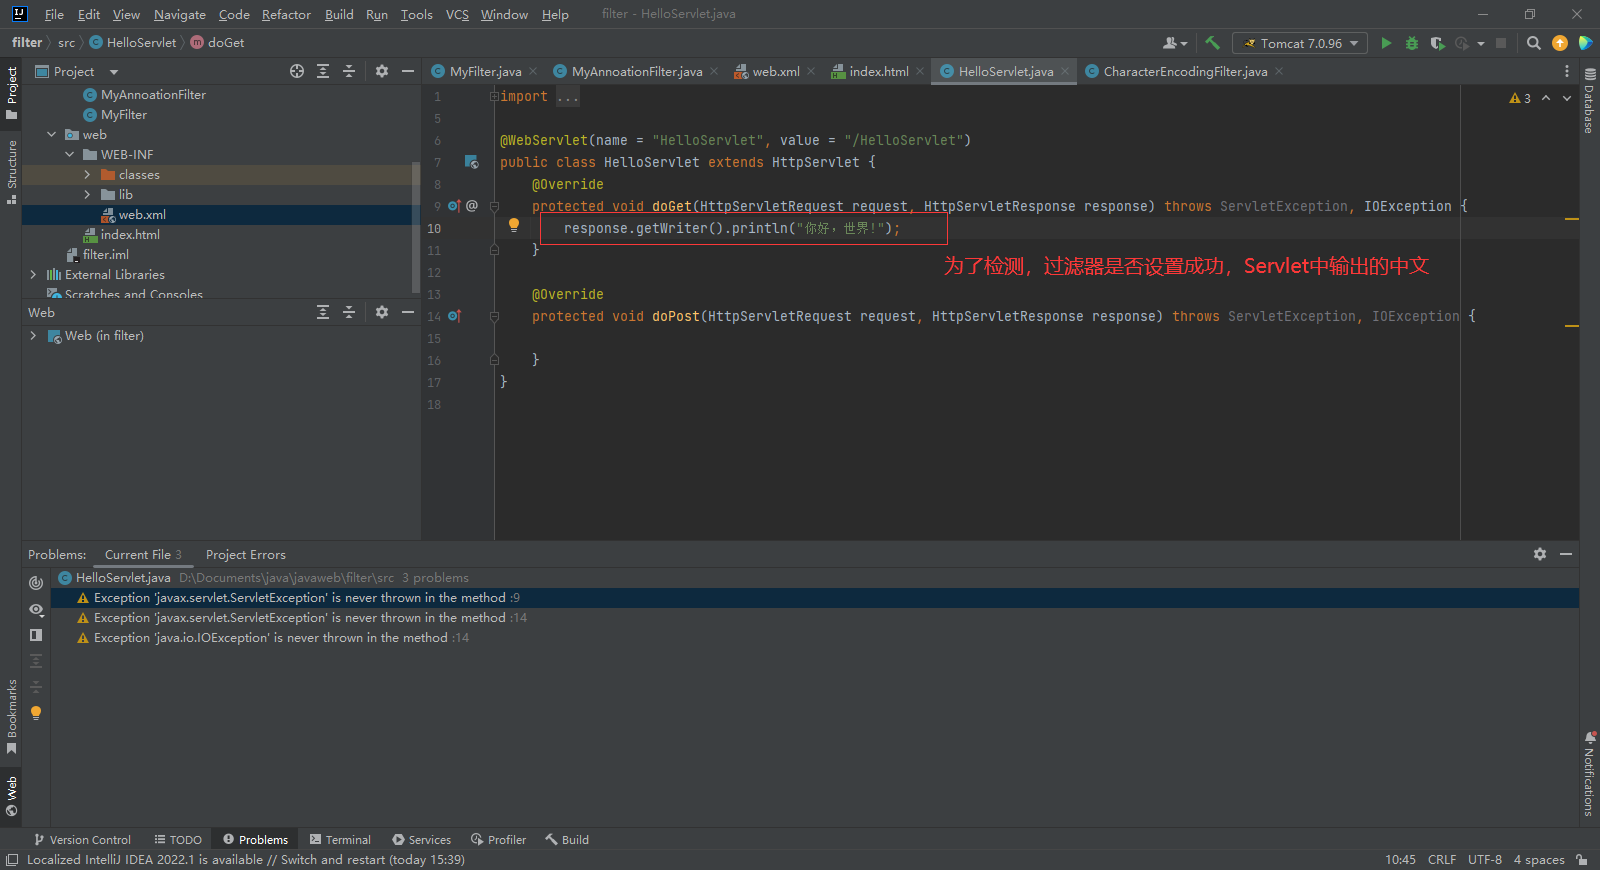 File Edit View Navigate Code Refactor Build Run Tools VCS Window Help filter - HelloServlet.java
filter src HelloServlet doGet
Tomcat 7.0.96
Project
MyFilter.java MyAnnoationFilter.java web.xml index.html HelloServlet.java CharacterEncodingFilter.java
MyAnnoationFilter
MyFilter
web
WEB-INF
classes
lib
web.xml
index.html
filter.iml
External Libraries
Scratches and Consoles
Web
Web (in filter)
Project
Structure
Bookmarks
Web
1 import ...
3
5
6 @WebServlet(name = "HelloServlet", value = "/HelloServlet")
7 public class HelloServlet extends HttpServlet {
8 @Override
9 @ protected void doGet(HttpServletRequest request, HttpServletResponse response) throws ServletException, IOException {
10 response.getWriter().println("你好，世界!");
11 }
为了检测，过滤器是否设置成功，Servlet中输出的中文
12
13 @Override
14 protected void doPost(HttpServletRequest request, HttpServletResponse response) throws ServletException, IOException {
15
16 }
17 }
18
Database
Notifications
Problems: Current File 3 Project Errors
HelloServlet.java D:\Documents\java\javaweb\filter\src 3 problems
Exception 'javax.servlet.ServletException' is never thrown in the method :9
Exception 'javax.servlet.ServletException' is never thrown in the method :14
Exception 'java.io.IOException' is never thrown in the method :14
Version Control TODO Problems Terminal Services Profiler Build
Localized IntelliJ IDEA 2022.1 is available // Switch and restart (today 15:39)
10:45 CRLF UTF-8 4 spaces